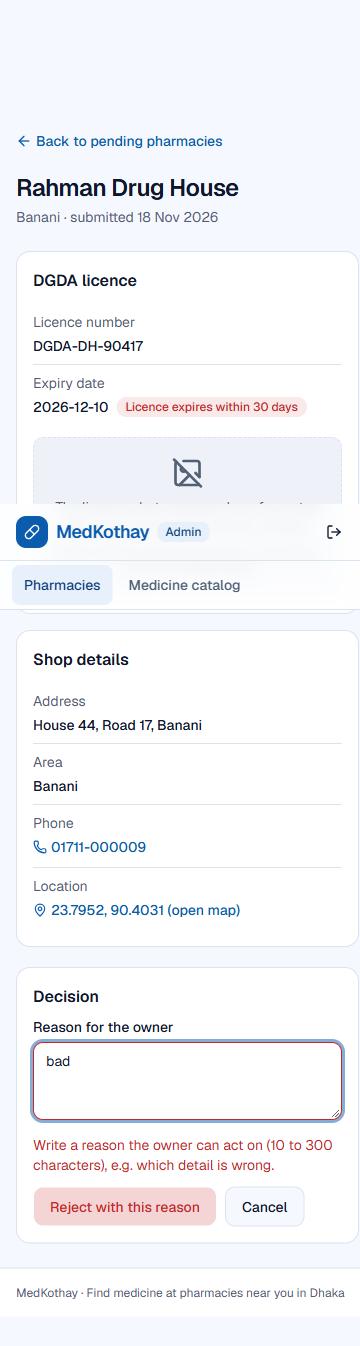 ← Back to pending pharmacies
Rahman Drug House
Banani · submitted 18 Nov 2026
DGDA licence
Licence number
DGDA-DH-90417
Expiry date
2026-12-10 Licence expires within 30 days
MedKothay Admin
Pharmacies Medicine catalog
Shop details
Address
House 44, Road 17, Banani
Area
Banani
Phone
01711-000009
Location
23.7952, 90.4031 (open map)
Decision
Reason for the owner
bad
Write a reason the owner can act on (10 to 300
characters), e.g. which detail is wrong.
Reject with this reason Cancel
MedKothay · Find medicine at pharmacies near you in Dhaka